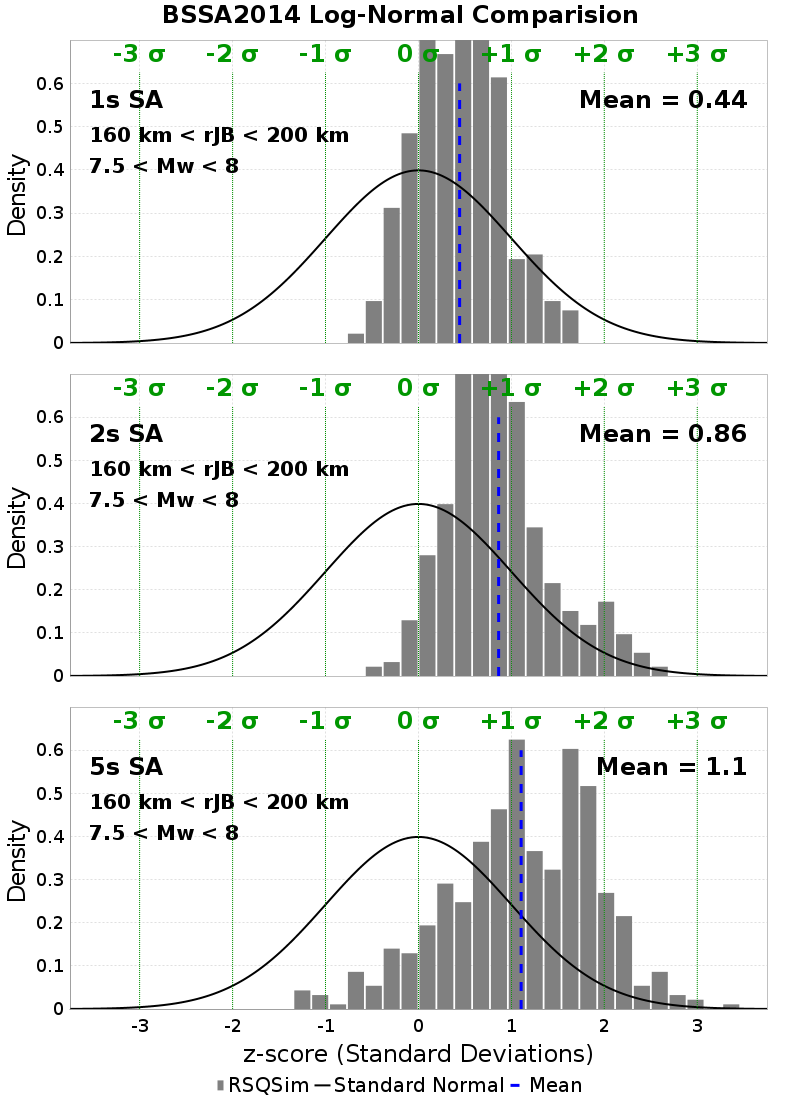 BSSA2014 Log-Normal Comparision
-3 σ -2 σ -1 σ 0 σ +1 σ +2 σ +3 σ
1s SA Mean = 0.44
160 km < rJB < 200 km
7.5 < Mw < 8
Density
0.6
0.5
0.4
0.3
0.2
0.1
0
-3 σ -2 σ -1 σ 0 σ +1 σ +2 σ +3 σ
2s SA Mean = 0.86
160 km < rJB < 200 km
7.5 < Mw < 8
Density
0.6
0.5
0.4
0.3
0.2
0.1
0
-3 σ -2 σ -1 σ 0 σ +1 σ +2 σ +3 σ
5s SA Mean = 1.1
160 km < rJB < 200 km
7.5 < Mw < 8
Density
0.6
0.5
0.4
0.3
0.2
0.1
0
-3 -2 -1 0 1 2 3
z-score (Standard Deviations)
RSQSim Standard Normal Mean